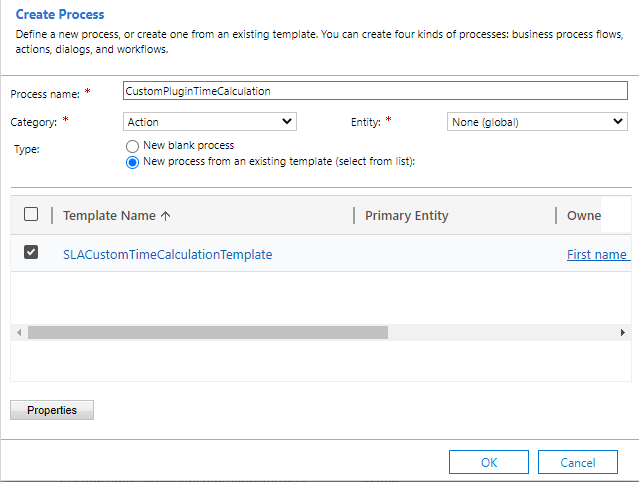 Create Process
Define a new process, or create one from an existing template. You can create four kinds of processes: business process flows,
actions, dialogs, and workflows.
Process name: * CustomPluginTimeCalculation
Category: * Action Entity: * None (global)
Type: New blank process
New process from an existing template (select from list):
Template Name ↑ Primary Entity Owne
SLACustomTimeCalculationTemplate First name
Properties
OK Cancel